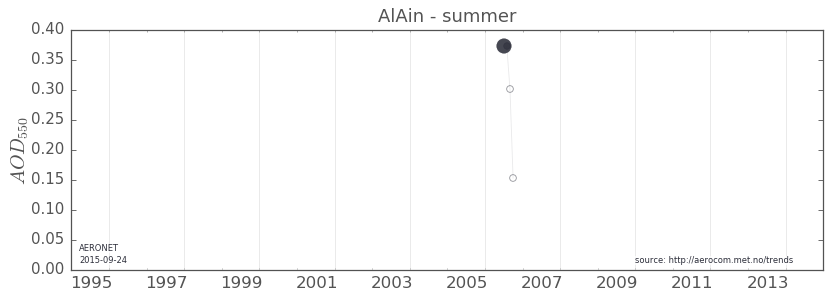 AlAin - summer
0.40
0.35
0.30
0.25
0.20
0.15
0.10
0.05
0.00
AOD550
AERONET
2015-09-24
source: http://aerocom.met.no/trends
1995 1997 1999 2001 2003 2005 2007 2009 2011 2013